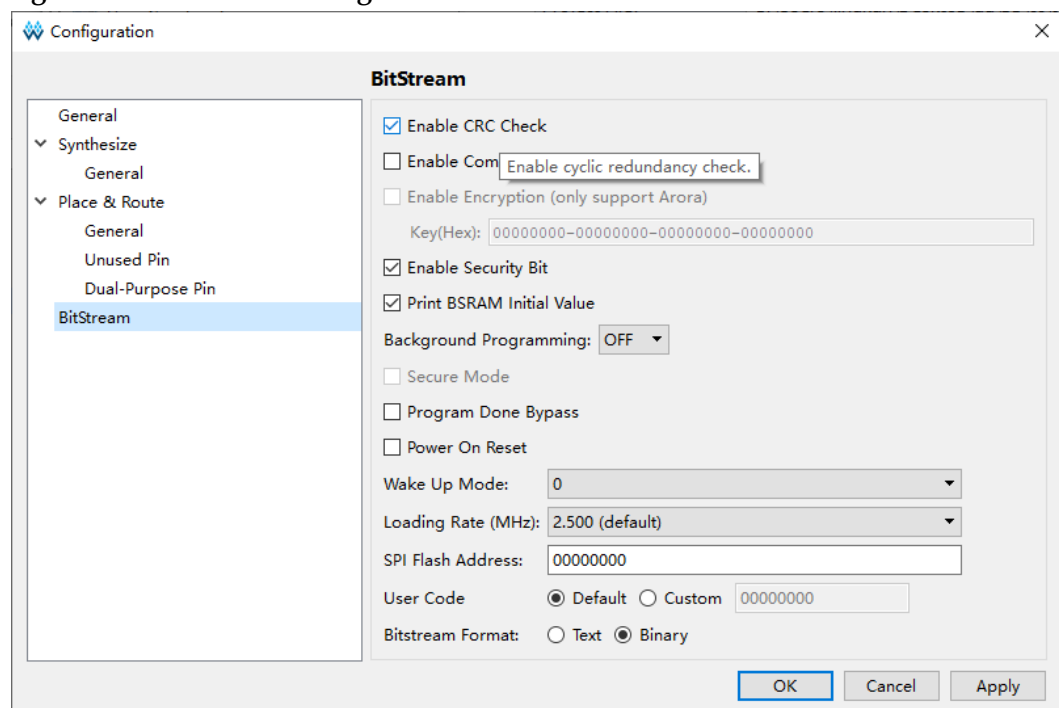 Configuration
BitStream
General
Synthesize
General
Place & Route
General
Unused Pin
Dual-Purpose Pin
BitStream
Enable CRC Check
Enable Com
Enable cyclic redundancy check.
Enable Encryption (only support Arora)
Key(Hex): 00000000-00000000-00000000-00000000
Enable Security Bit
Print BSRAM Initial Value
Background Programming: OFF
Secure Mode
Program Done Bypass
Power On Reset
Wake Up Mode: 0
Loading Rate (MHz): 2.500 (default)
SPI Flash Address: 00000000
User Code Default Custom 00000000
Bitstream Format: Text Binary
OK Cancel Apply